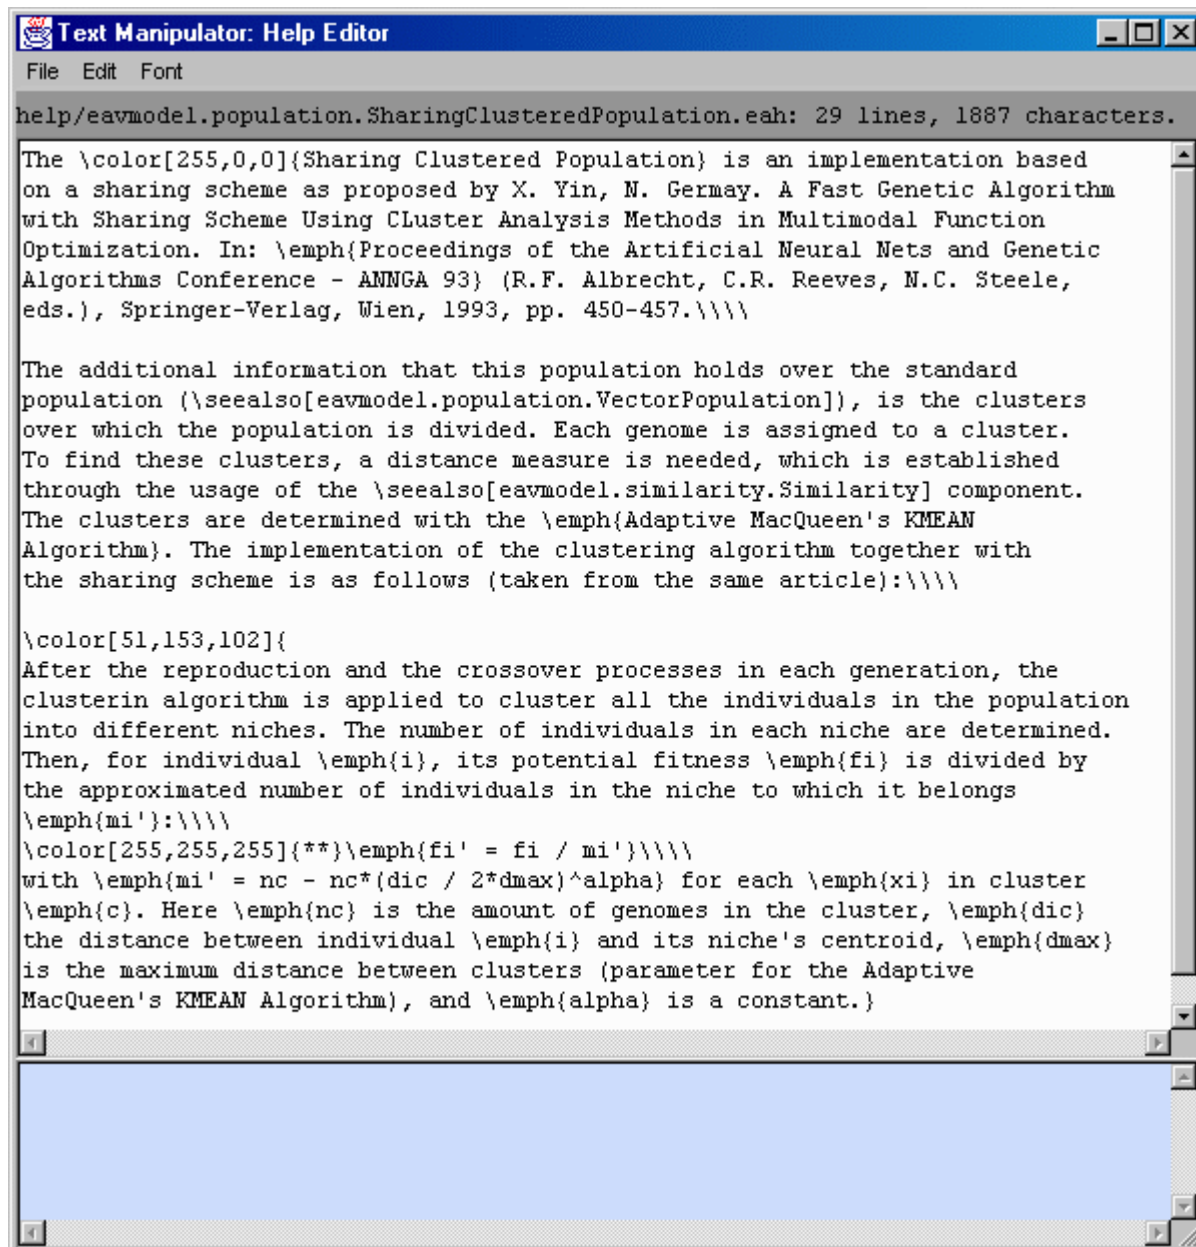 Text Manipulator: Help Editor
File Edit Font
help/eavmodel.population.SharingClusteredPopulation.eah: 29 lines, 1887 characters.
The \color[255,0,0]{Sharing Clustered Population} is an implementation based
on a sharing scheme as proposed by X. Yin, N. Germay. A Fast Genetic Algorithm
with Sharing Scheme Using CLuster Analysis Methods in Multimodal Function
Optimization. In: \emph{Proceedings of the Artificial Neural Nets and Genetic
Algorithms Conference - ANNGA 93} (R.F. Albrecht, C.R. Reeves, N.C. Steele,
eds.), Springer-Verlag, Wien, 1993, pp. 450-457.\\\\
The additional information that this population holds over the standard
population (\seealso[eavmodel.population.VectorPopulation]), is the clusters
over which the population is divided. Each genome is assigned to a cluster.
To find these clusters, a distance measure is needed, which is established
through the usage of the \seealso[eavmodel.similarity.Similarity] component.
The clusters are determined with the \emph{Adaptive MacQueen's KMEAN
Algorithm}. The implementation of the clustering algorithm together with
the sharing scheme is as follows (taken from the same article):\\\\
\color[51,153,102]{
After the reproduction and the crossover processes in each generation, the
clusterin algorithm is applied to cluster all the individuals in the population
into different niches. The number of individuals in each niche are determined.
Then, for individual \emph{i}, its potential fitness \emph{fi} is divided by
the approximated number of individuals in the niche to which it belongs
\emph{mi'}:\\\\
\color[255,255,255]{**}\emph{fi' = fi / mi'}\\\\
with \emph{mi' = nc - nc*(dic / 2*dmax)^alpha} for each \emph{xi} in cluster
\emph{c}. Here \emph{nc} is the amount of genomes in the cluster, \emph{dic}
the distance between individual \emph{i} and its niche's centroid, \emph{dmax}
is the maximum distance between clusters (parameter for the Adaptive
MacQueen's KMEAN Algorithm), and \emph{alpha} is a constant.}